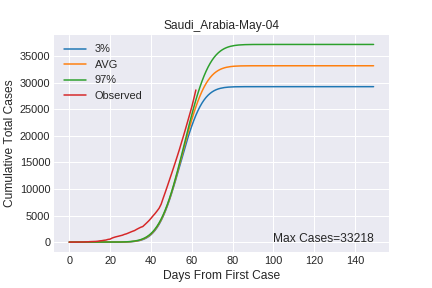 Saudi_Arabia-May-04
3%
AVG
97%
Observed
Cumulative Total Cases
35000
30000
25000
20000
15000
10000
5000
0
Max Cases=33218
0 20 40 60 80 100 120 140
Days From First Case